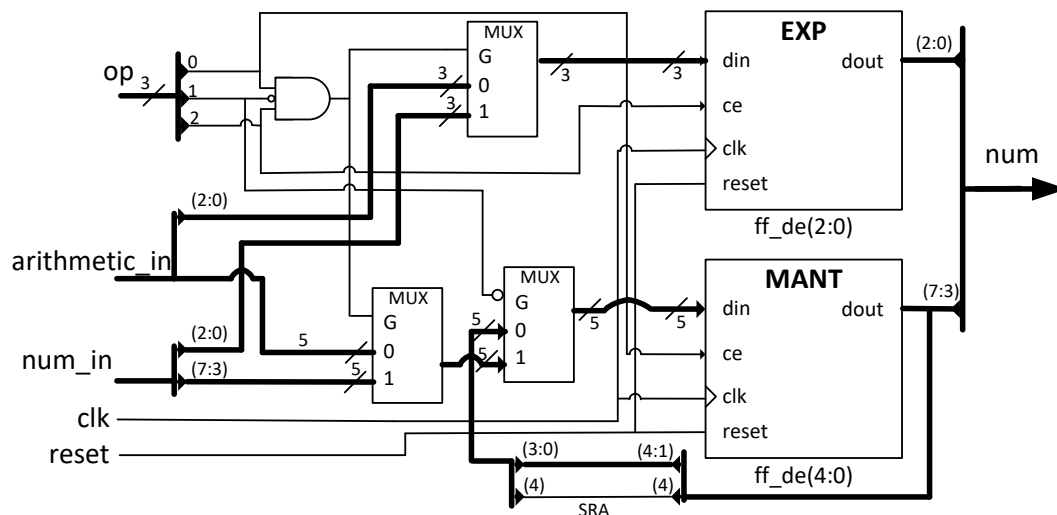 op
3
0
1
2
MUX
G
0
1
3
3
3
3
EXP
din
dout
ce
clk
reset
ff_de(2:0)
(2:0)
num
(2:0)
arithmetic_in
num_in
(2:0)
(7:3)
5
5
MUX
G
0
1
5
5
MUX
G
0
1
5
5
MANT
din
dout
ce
clk
reset
ff_de(4:0)
(7:3)
clk
reset
(3:0)
(4:1)
(4)
(4)
SRA